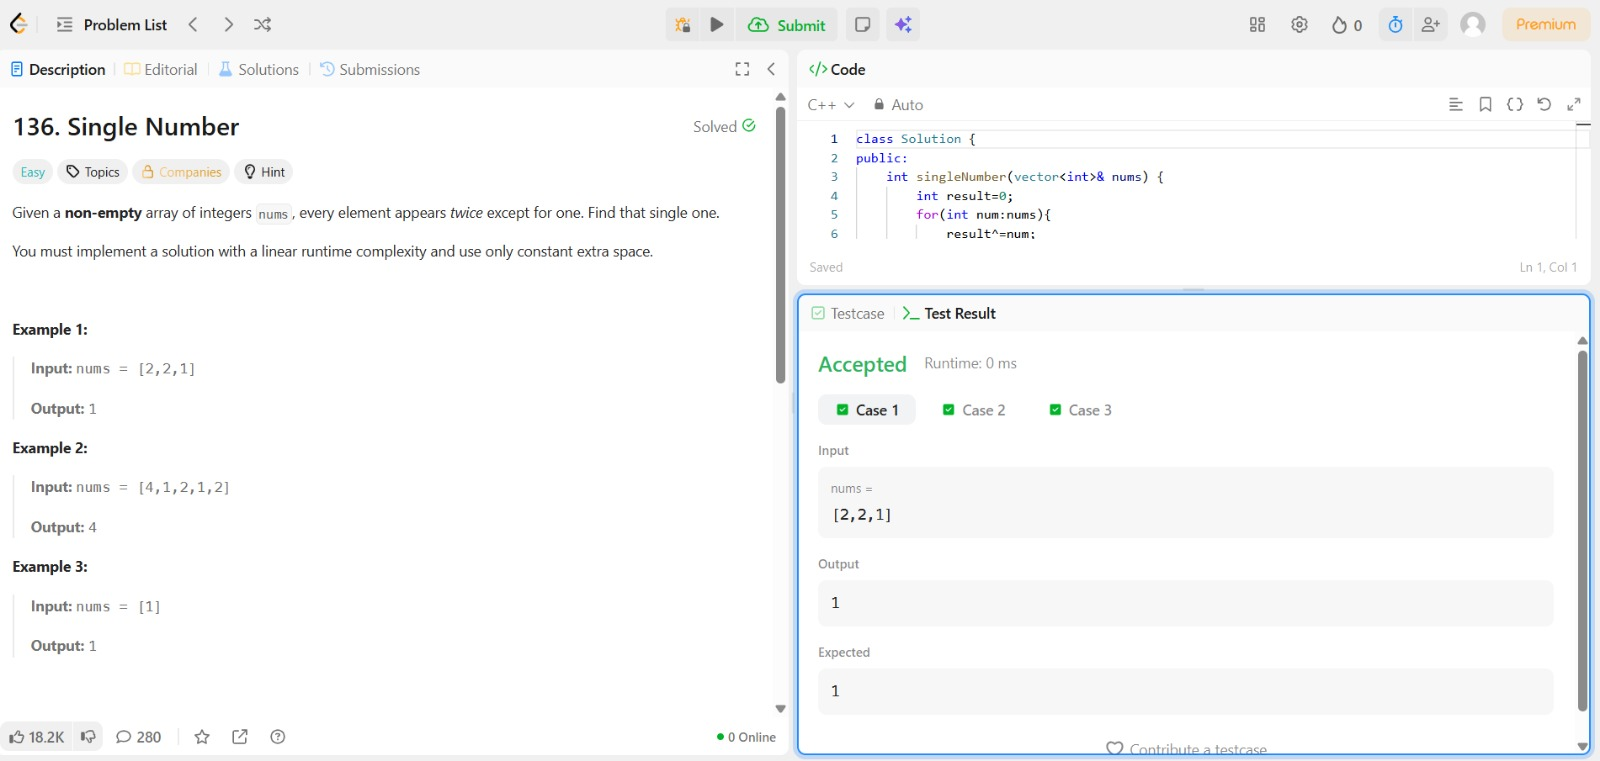 Problem List
Submit
0
Premium
Description
Editorial
Solutions
Submissions
136. Single Number
Solved
Easy
Topics
Companies
Hint
Given a non-empty array of integers nums, every element appears twice except for one. Find that single one.
You must implement a solution with a linear runtime complexity and use only constant extra space.
Example 1:
Input: nums = [2,2,1]
Output: 1
Example 2:
Input: nums = [4,1,2,1,2]
Output: 4
Example 3:
Input: nums = [1]
Output: 1
18.2K
280
0 Online
</> Code
C++
Auto
1 class Solution {
2 public:
3 int singleNumber(vector<int>& nums) {
4 int result=0;
5 for(int num:nums){
6 result^=num;
Saved
Ln 1, Col 1
Testcase
>_ Test Result
Accepted
Runtime: 0 ms
Case 1
Case 2
Case 3
Input
nums =
[2,2,1]
Output
1
Expected
1
Contribute a testcase